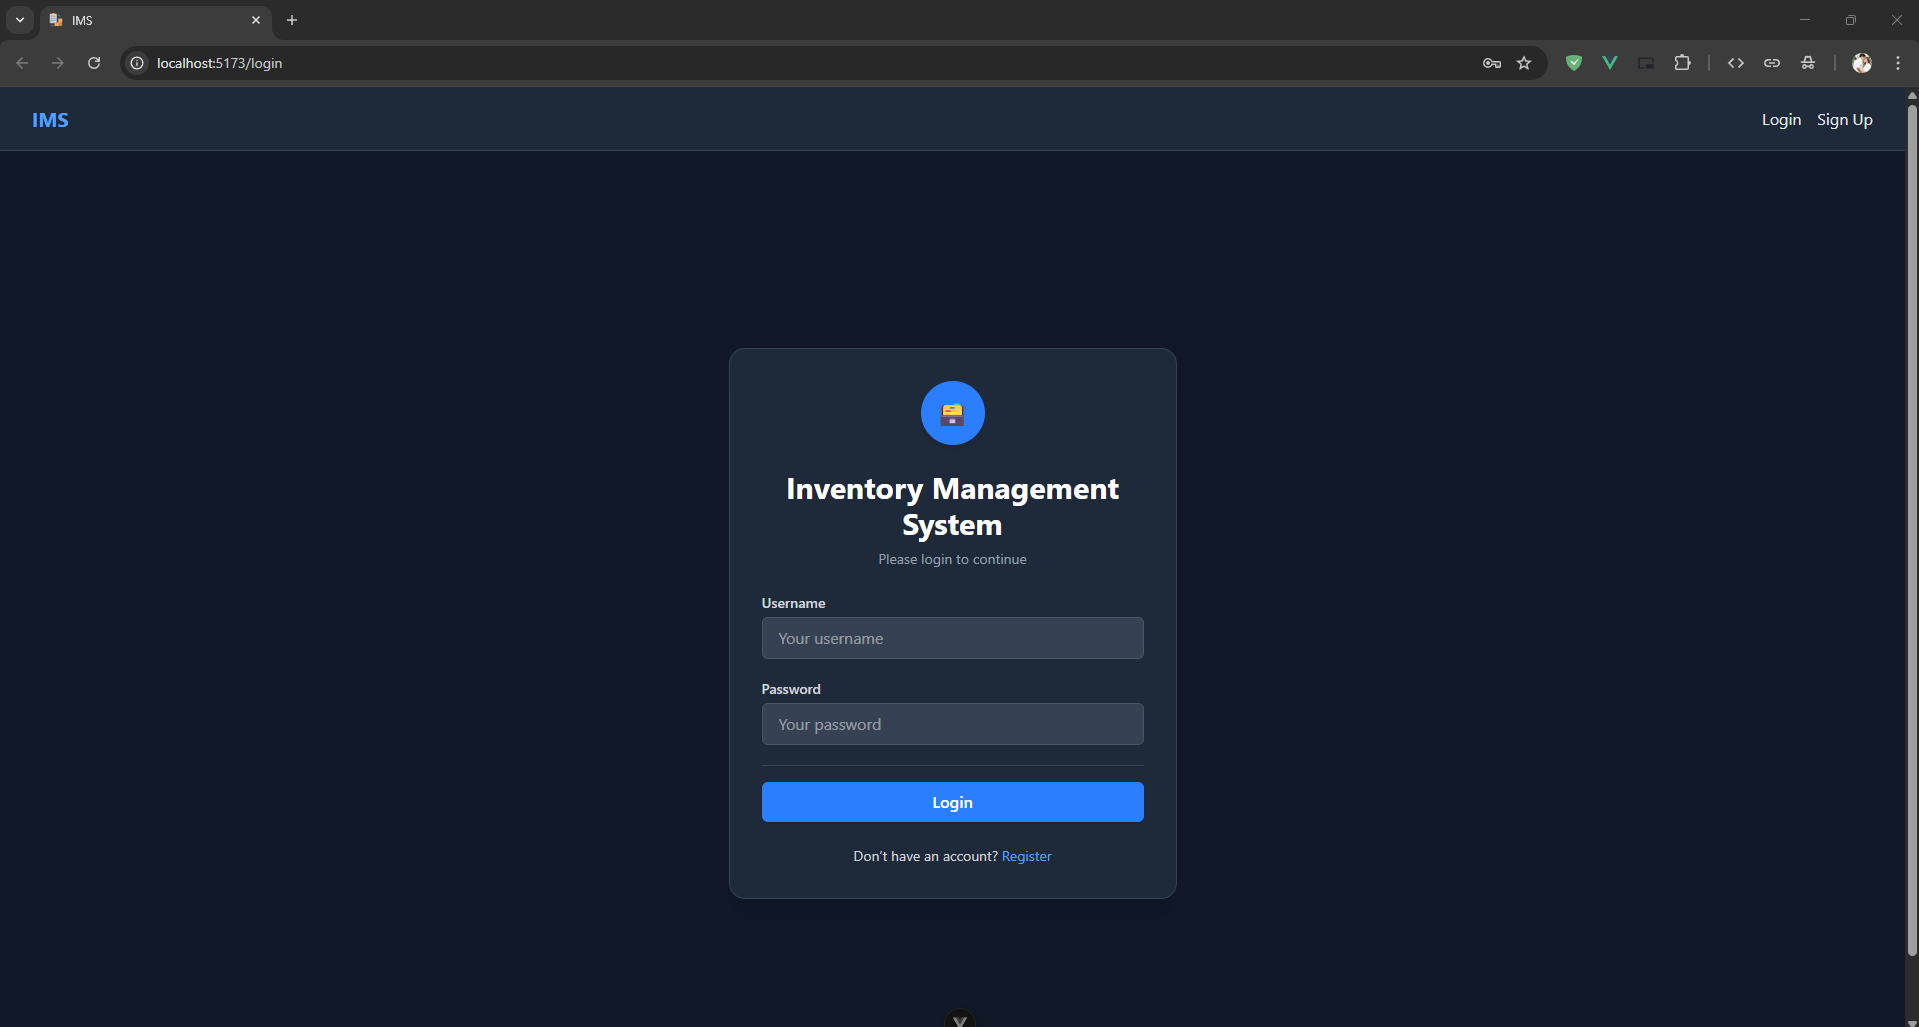 IMS
localhost:5173/login
IMS
Login
Sign Up
Inventory Management
System
Please login to continue
Username
Your username
Password
Your password
Login
Don't have an account? Register